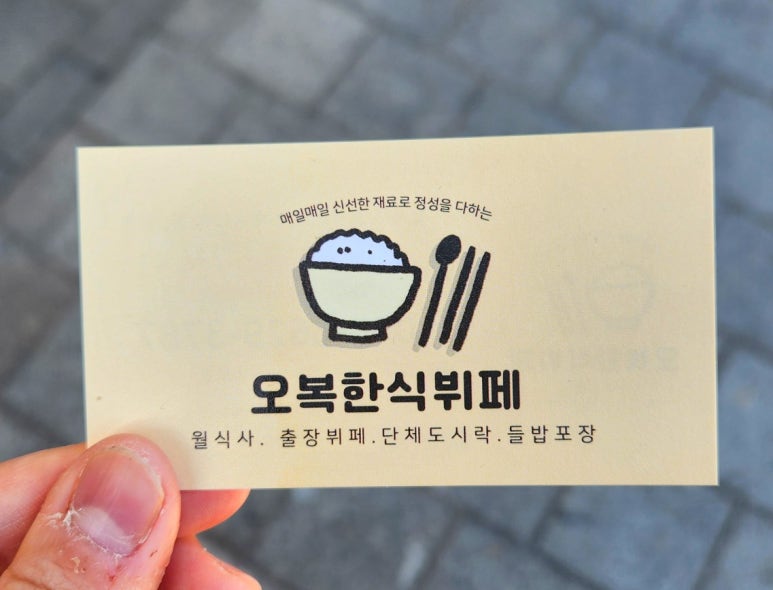 매일매일 신선한 재료로 정성을 다하는
오복한식뷔페
월식사. 출장뷔페.단체도시락.들밥포장